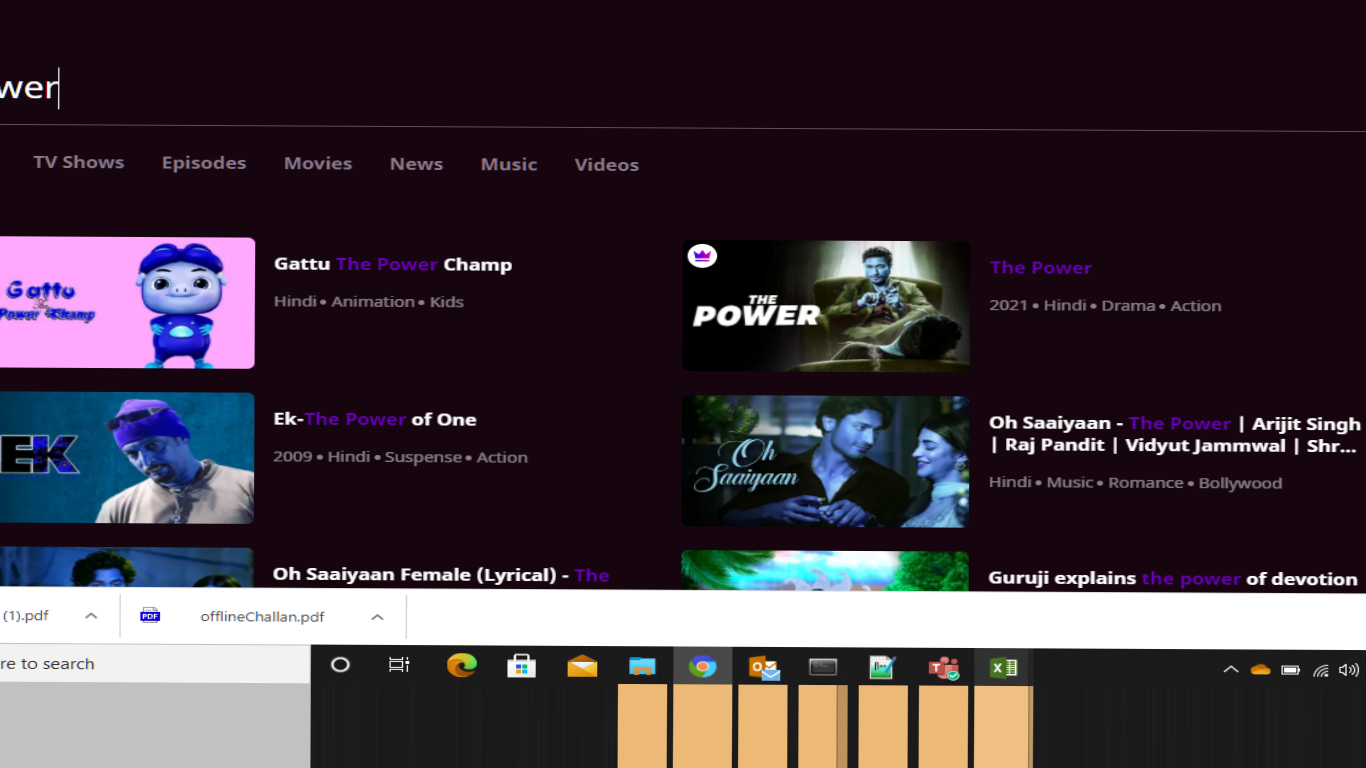 wer
TV Shows Episodes Movies News Music Videos
Gattu
The
Power Champ
Gattu The Power Champ
Hindi • Animation • Kids
THE
POWER
The Power
2021 • Hindi • Drama • Action
EK
Ek-The Power of One
2009 • Hindi • Suspense • Action
Oh
Saaiyaan
Oh Saaiyaan - The Power | Arijit Singh
| Raj Pandit | Vidyut Jammwal | Shr...
Hindi • Music • Romance • Bollywood
Oh Saaiyaan Female (Lyrical) - The
Guruji explains the power of devotion
(1).pdf
PDF
offlineChallan.pdf
re to search